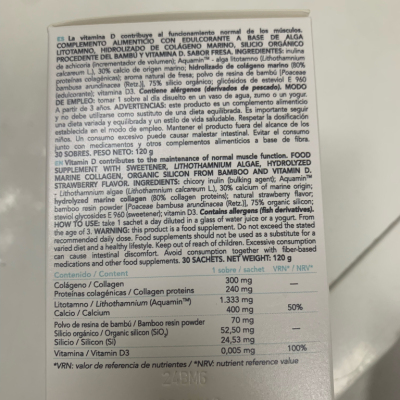 ES La vitamina D contribuye al funcionamiento normal de los músculos.
COMPLEMENTO ALIMENTICIO CON EDULCORANTE A BASE DE ALGA
LITOTAMNO, HIDROLIZADO DE COLÁGENO MARINO, SILICIO ORGÁNICO
PROCEDENTE DEL BAMBÚ Y VITAMINA D. SABOR FRESA. INGREDIENTES: inulina
de achicoria (incrementador de volumen); Aquamin™ - alga litotamno (Lithothamnium
calcareum L.), 30% calcio de origen marino; hidrolizado de colágeno marino (80%
proteínas colagénicas); aroma natural de fresa; polvo de resina de bambú [Poaceae
bambusa arundinacea (Retz.)], 75% silicio orgánico; glicósidos de esteviol E 960
(edulcorante); vitamina D3. Contiene alérgenos (derivados de pescado). MODO
DE EMPLEO: tomar 1 sobre al día disuelto en un vaso de agua, zumo o yogur.
A partir de 3 años. ADVERTENCIAS: este producto es un complemento alimenticio
y no debe utilizarse como sustituto de una dieta equilibrada. Es importante seguir
una dieta variada y equilibrada y un estilo de vida saludable. Respetar la dosificación
establecida en el modo de empleo. Mantener el producto fuera del alcance de los
niños. Un consumo excesivo puede causar malestar intestinal. Evitar el consumo
junto con medicamentos y otros complementos alimenticios a base de fibra.
30 SOBRES. PESO NETO: 120 g
EN Vitamin D contributes to the maintenance of normal muscle function. FOOD
SUPPLEMENT WITH SWEETENER, LITHOTHAMNIUM ALGAE, HYDROLYZED
MARINE COLLAGEN, ORGANIC SILICON FROM BAMBOO AND VITAMIN D.
STRAWBERRY FLAVOR. INGREDIENTS: chicory inulin (bulking agent); Aquamin™
- Lithothamnium algae (Lithothamnium calcareum L.), 30% calcium of marine origin;
hydrolyzed marine collagen (80% collagenic proteins); natural strawberry flavor;
bamboo resin powder [Poaceae bambusa arundinacea (Retz.)], 75% organic silicon;
steviol glycosides E 960 (sweetener); vitamin D3. Contains allergens (fish derivatives).
HOW TO USE: take 1 sachet a day diluted in a glass of water juice or a yogurt. From
the age of 3. WARNING: this product is a food supplement. Do not exceed the stated
recommended daily dose. Food supplements should not be used as a substitute for a
varied diet and a healthy lifestyle. Keep out of reach of children. Excessive consumption
can cause intestinal discomfort. Avoid consumption together with fiber-based
medications and other food supplements. 30 SACHETS. NET WEIGHT: 120 g
Contenido / Content 1 sobre / sachet VRN* / NRV*
Colágeno / Collagen 300 mg —
Proteínas colagénicas / Collagen proteins 240 mg
Litotamno / Lithothamnium (Aquamin™) 1.333 mg 50%
Calcio / Calcium 400 mg
Polvo de resina de bambú / Bamboo resin powder 70 mg
Silicio orgánico / Organic silicon (SiO₂) 52,50 mg —
Silicio / Silicon (Si) 24,53 mg
Vitamina / Vitamin D3 0,005 mg 100%
*VRN: valor de referencia de nutrientes / *NRV: nutrient reference value